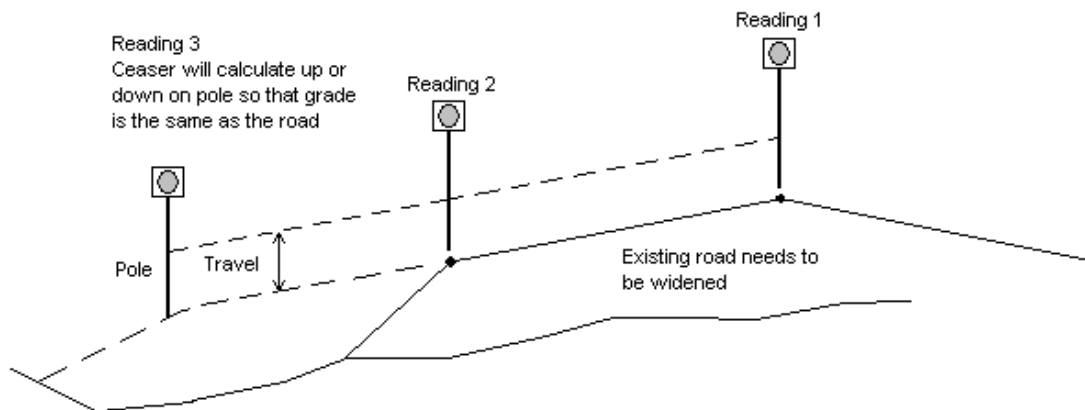 Reading 3
Ceaser will calculate up or
down on pole so that grade
is the same as the road
Reading 2
Reading 1
Pole
Travel
Existing road needs to
be widened